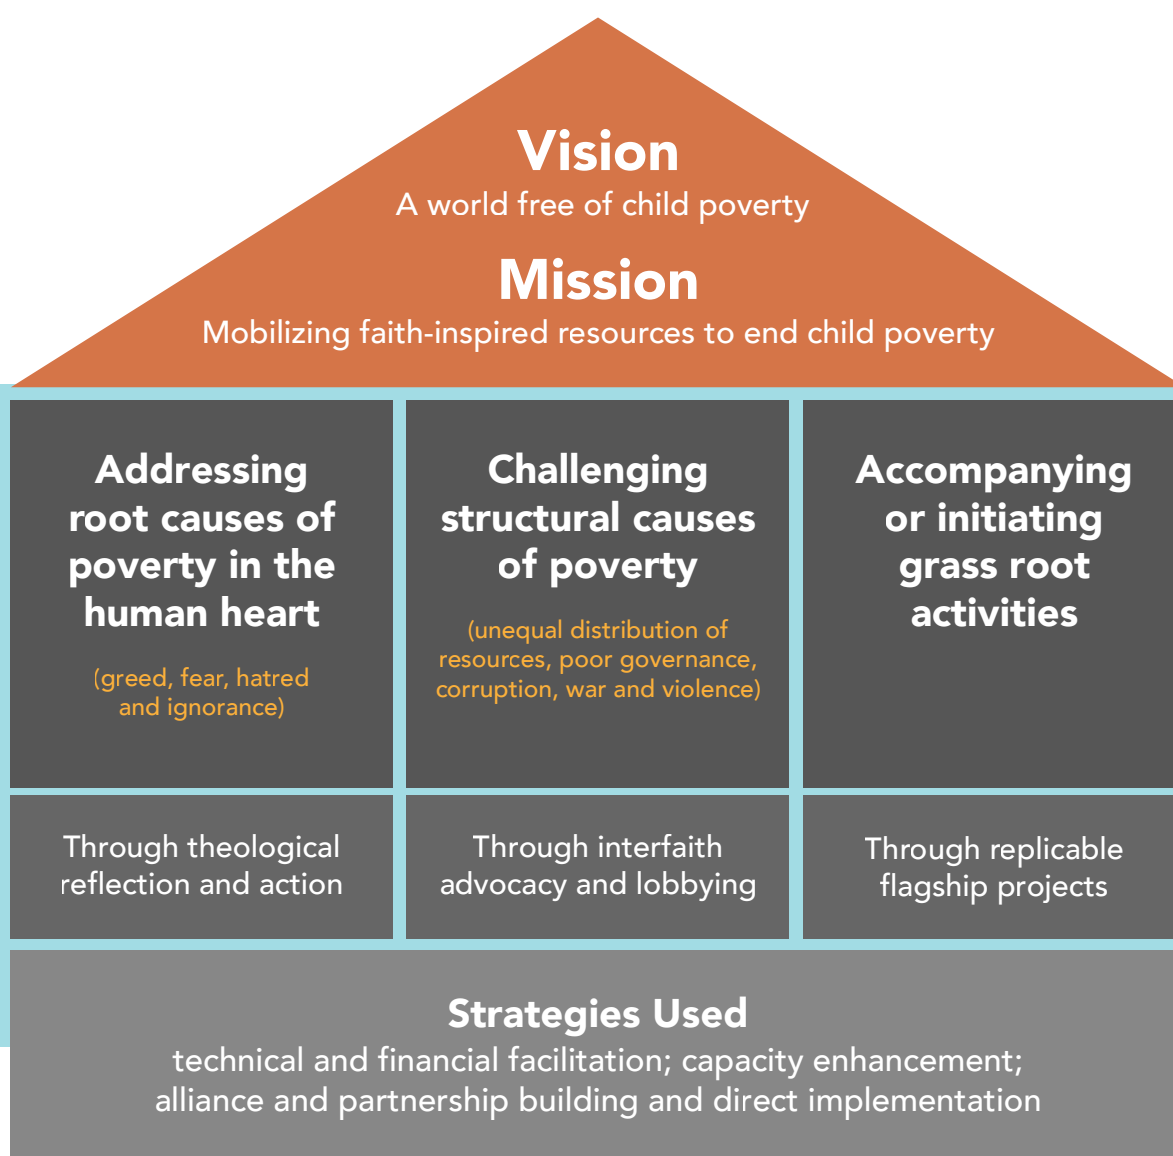 Vision
A world free of child poverty
Mission
Mobilizing faith-inspired resources to end child poverty
Addressing
root causes of
poverty in the
human heart
(greed, fear, hatred
and ignorance)
Challenging
structural causes
of poverty
(unequal distribution of
resources, poor governance,
corruption, war and violence)
Accompanying
or initiating
grass root
activities
Through theological
reflection and action
Through interfaith
advocacy and lobbying
Through replicable
flagship projects
Strategies Used
technical and financial facilitation; capacity enhancement;
alliance and partnership building and direct implementation